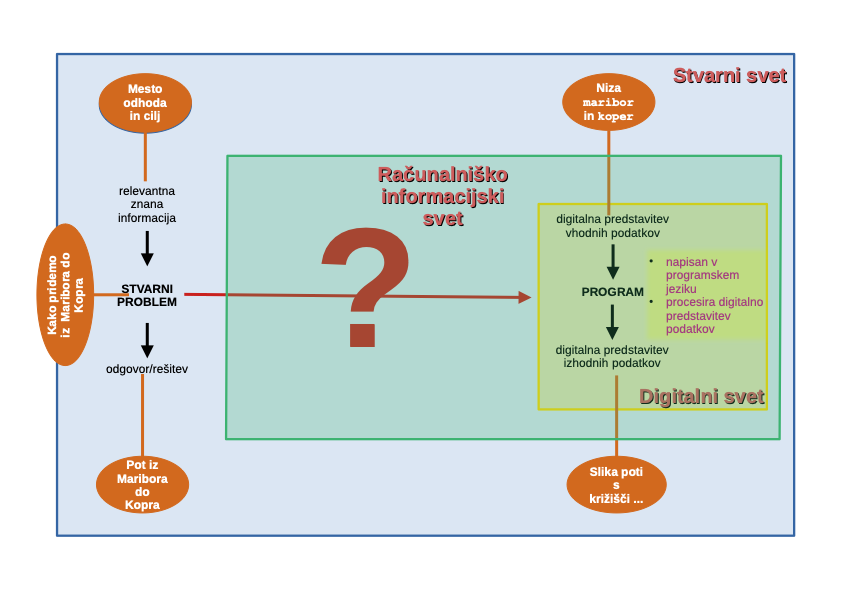 Stvarni svet
Mesto
odhoda
in cilj
Niza
maribor
in koper
Računalniško
informacijski
svet
relevantna
znana
informacija
Kako pridemo
iz Maribora do
Kopra
STVARNI
PROBLEM
odgovor/rešitev
Pot iz
Maribora
do
Kopra
?
digitalna predstavitev
vhodnih podatkov
PROGRAM
• napisan v
programskem
jeziku
• procesira digitalno
predstavitev
podatkov
digitalna predstavitev
izhodnih podatkov
Digitalni svet
Slika poti
s
križišči ...